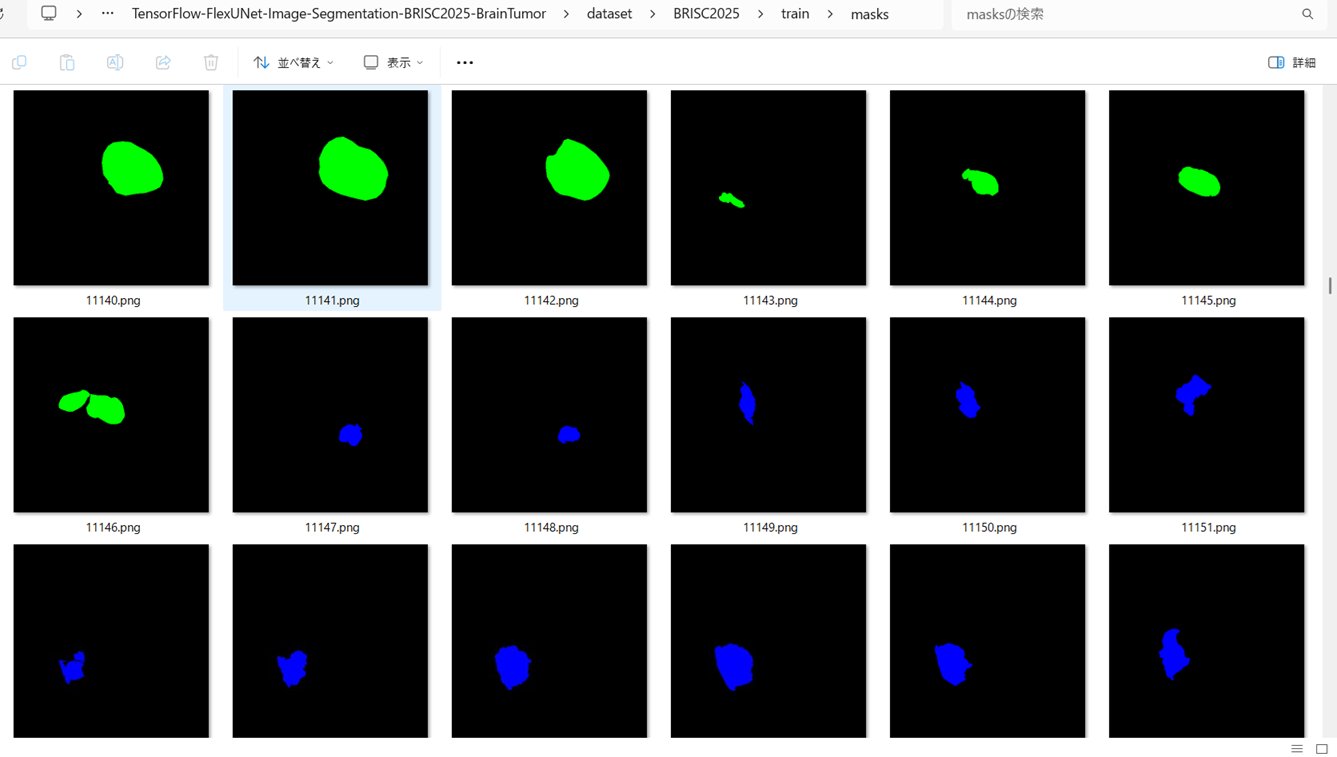 TensorFlow-FlexUNet-Image-Segmentation-BRISC2025-BrainTumor > dataset > BRISC2025 > train > masks
masksの検索
並べ替え
表示
詳細
11140.png
11141.png
11142.png
11143.png
11144.png
11145.png
11146.png
11147.png
11148.png
11149.png
11150.png
11151.png